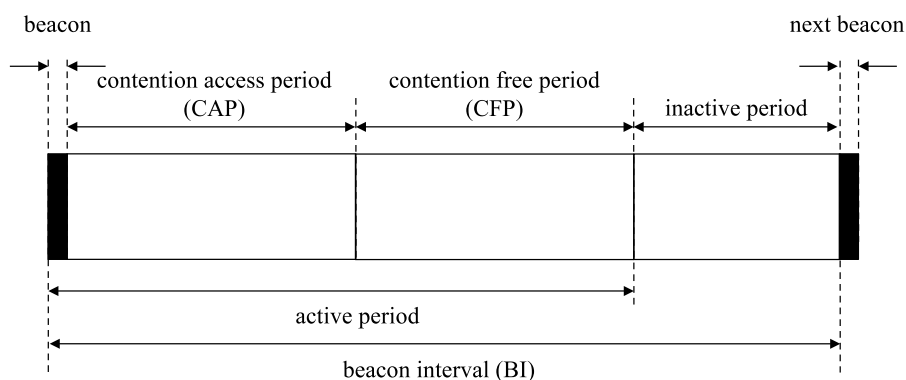 beacon
next beacon
contention access period
(CAP)
contention free period
(CFP)
inactive period
active period
beacon interval (BI)